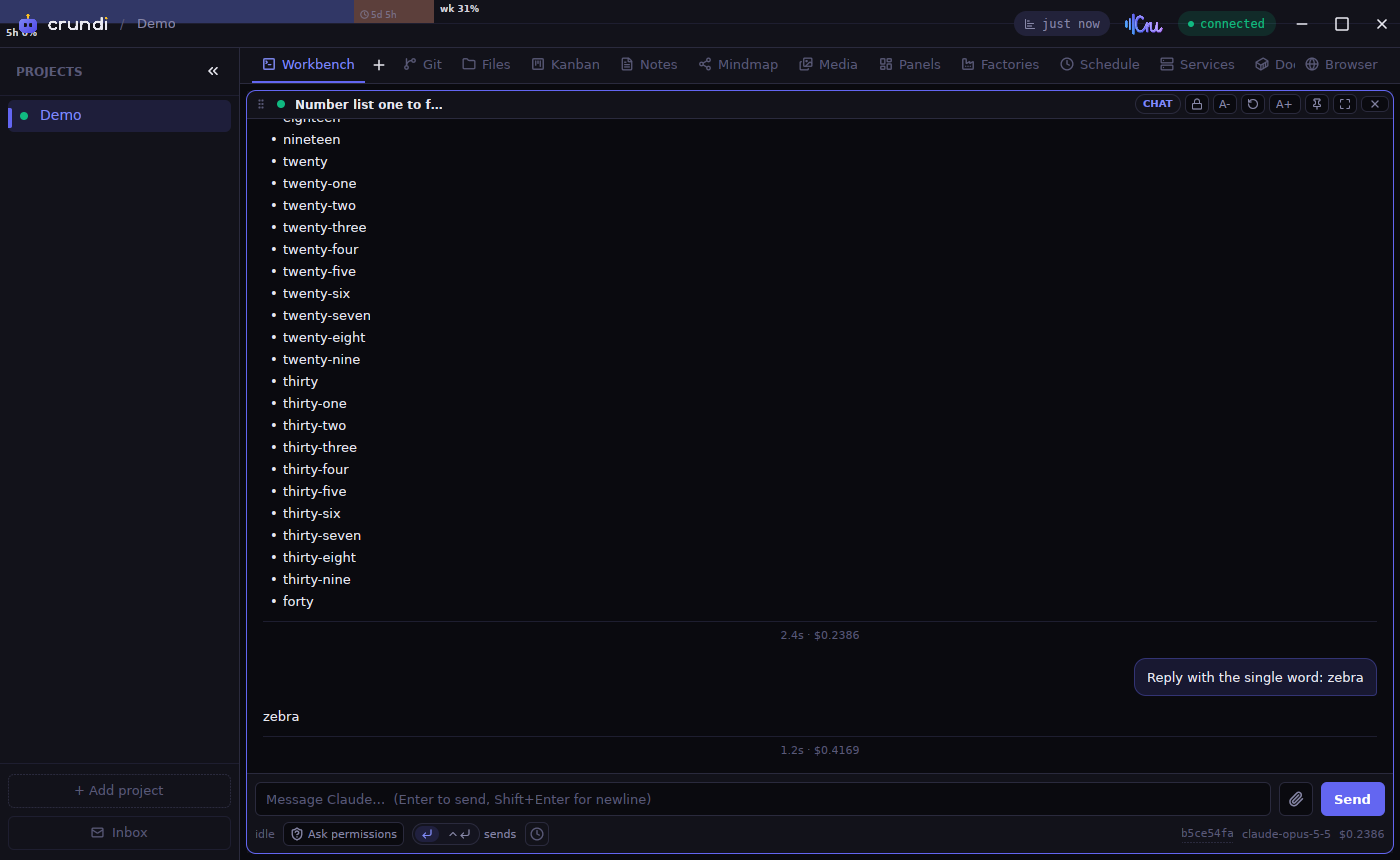 5d 5h
wk 31%
5h 0%
crundi / Demo
just now
Cru
connected
PROJECTS
Workbench
Git
Files
Kanban
Notes
Mindmap
Media
Panels
Factories
Schedule
Services
Doc
Browser
Demo
Number list one to f...
CHAT
A-
A+
eighteen
• nineteen
• twenty
• twenty-one
• twenty-two
• twenty-three
• twenty-four
• twenty-five
• twenty-six
• twenty-seven
• twenty-eight
• twenty-nine
• thirty
• thirty-one
• thirty-two
• thirty-three
• thirty-four
• thirty-five
• thirty-six
• thirty-seven
• thirty-eight
• thirty-nine
• forty
2.4s · $0.2386
Reply with the single word: zebra
zebra
1.2s · $0.4169
+ Add project
Inbox
Message Claude... (Enter to send, Shift+Enter for newline)
Send
idle
Ask permissions
sends
b5ce54fa claude-opus-5-5 $0.2386